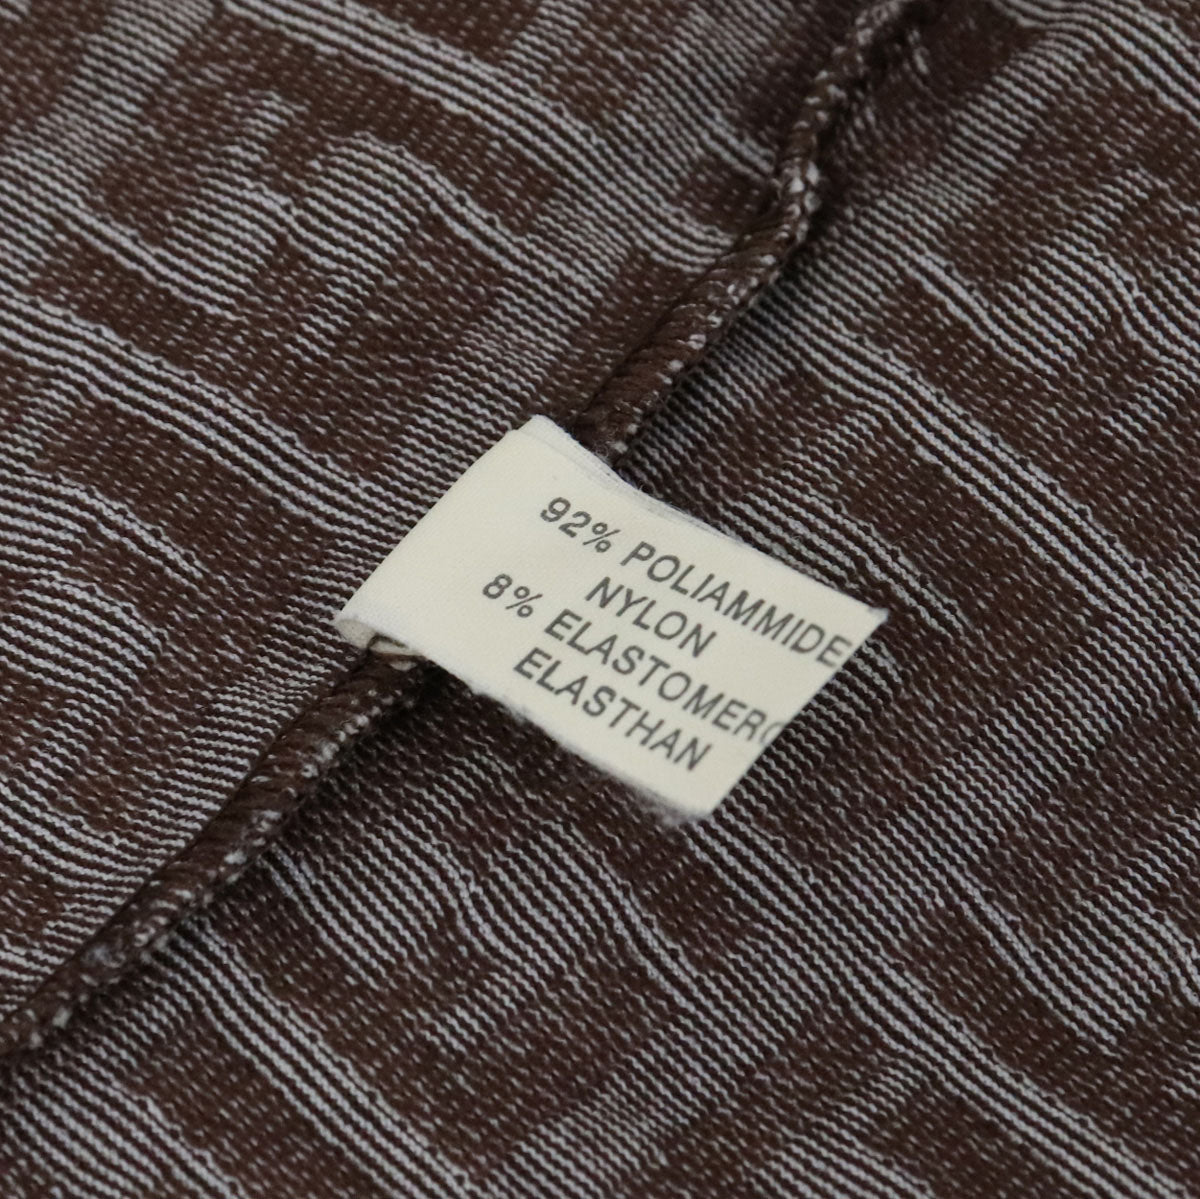 92% POLIAMMIDE
NYLON
8% ELASTOMERO
ELASTHAN